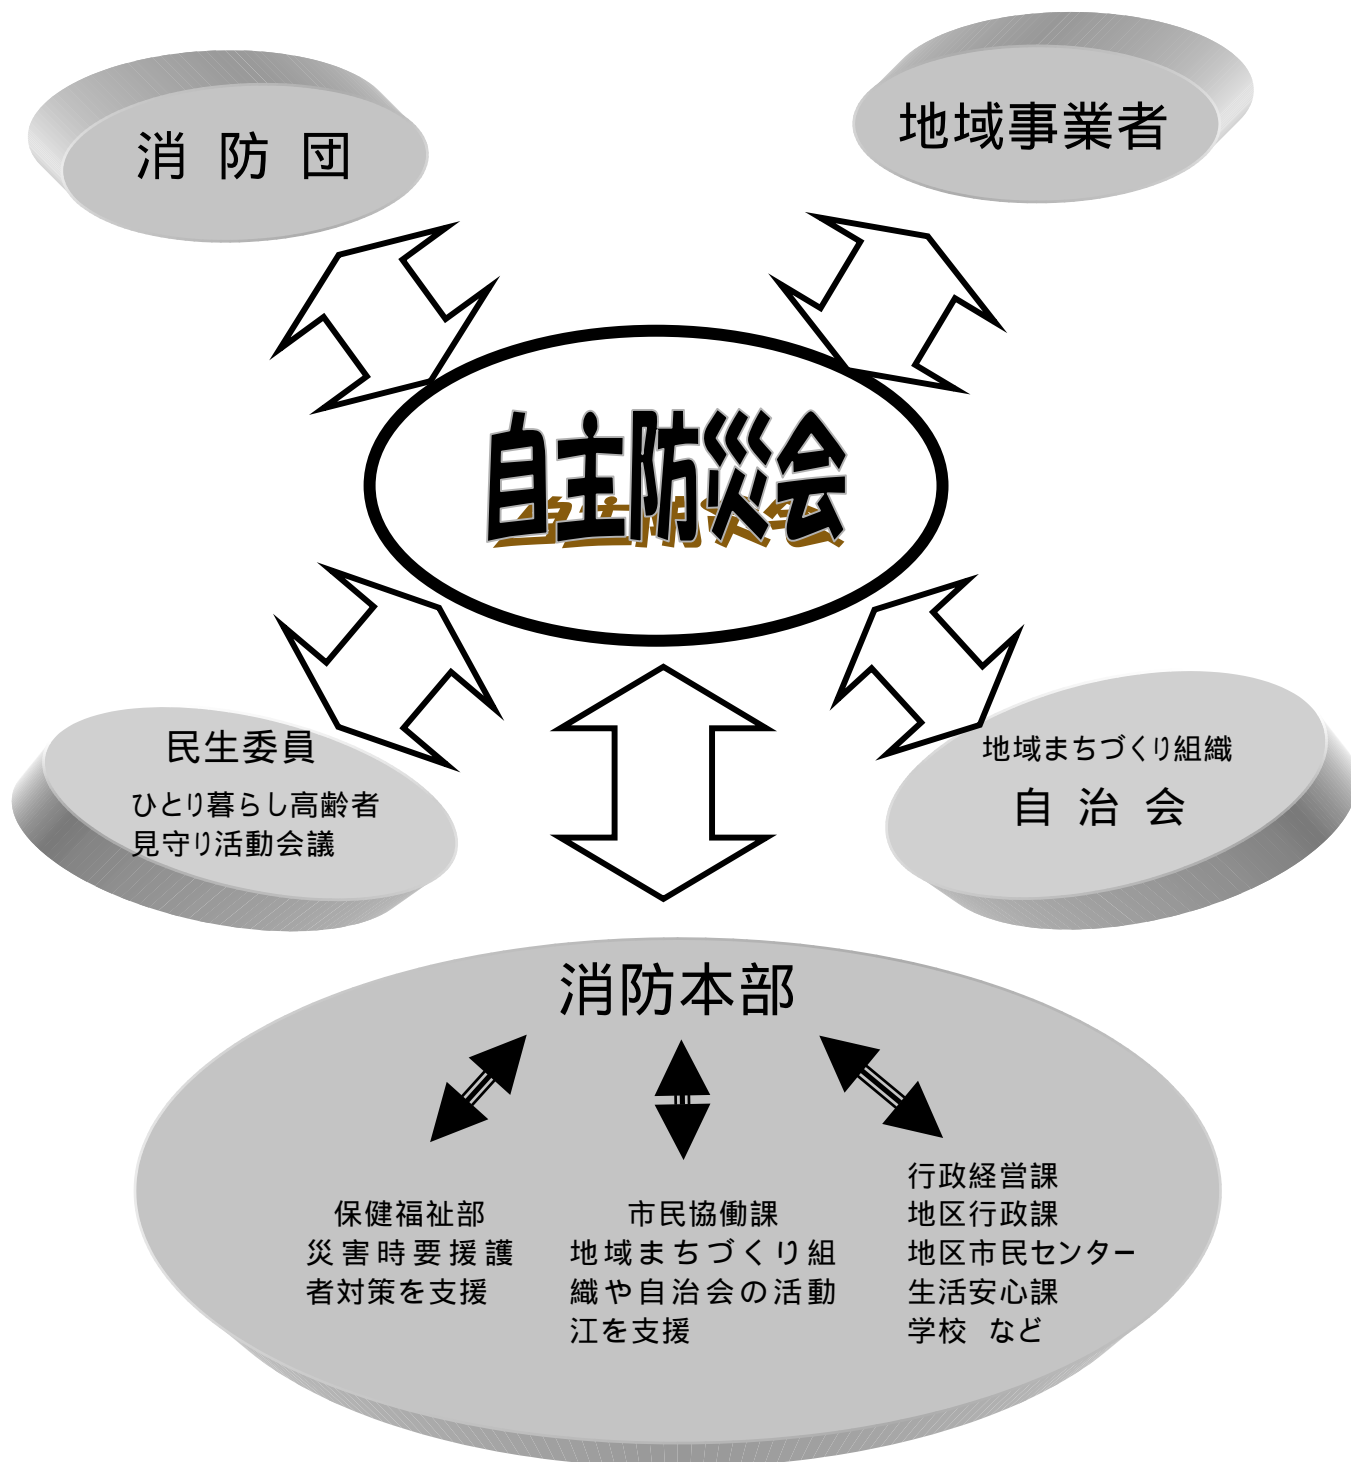 消 防 団
地域事業者
自主防災会
民生委員
ひとり暮らし高齢者
見守り活動会議
地域まちづくり組織
自 治 会
消防本部
保健福祉部
災害時要援護
者対策を支援
市民協働課
地域まちづくり組
織や自治会の活動
江を支援
行政経営課
地区行政課
地区市民センター
生活安心課
学校 など